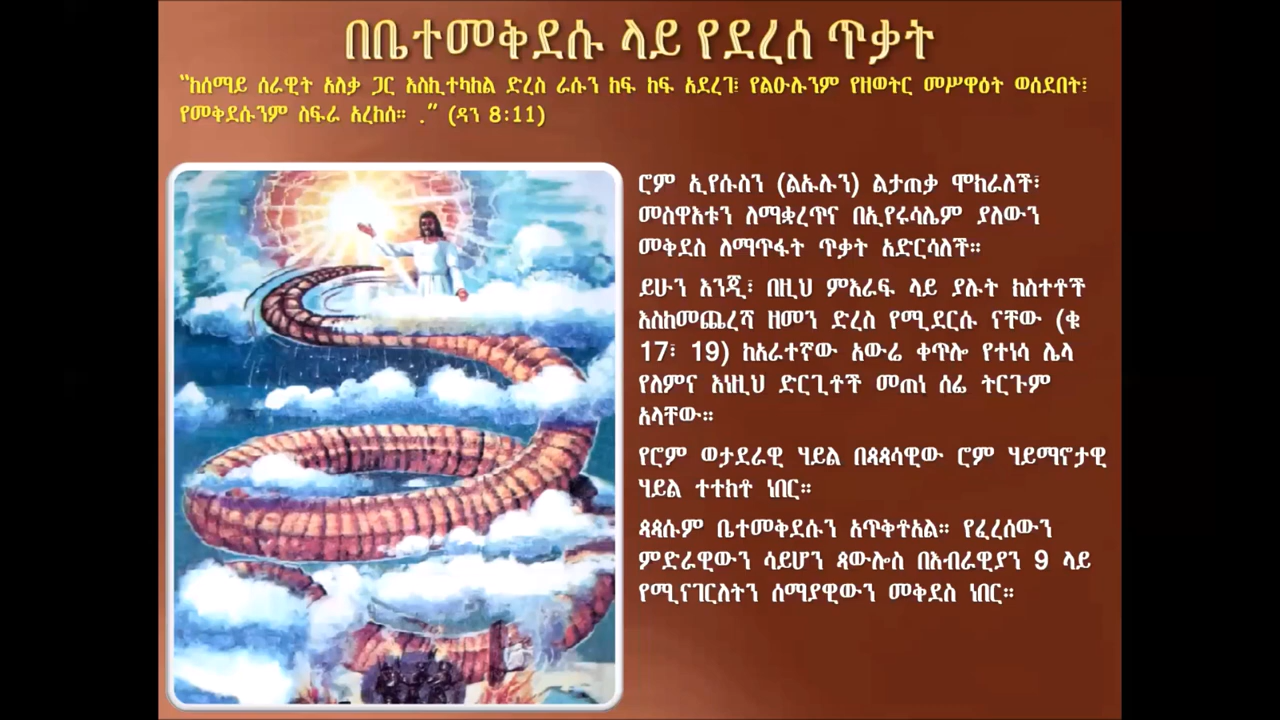 በቤተመቅደሱ ላይ የደረሰ ጥቃት
“ከሰማይ ሰራዊት አለቃ ጋር እስኪተካከል ድረስ ራሱን ከፍ ከፍ አደረገ፤ የልዑሉንም የዘወትር መሥዋዕት ወሰደበት፤
የመቅደሱንም ስፍራ አረከሰ። .” (ዳን 8:11)
ሮም ኢየሱስን (ልኡሉን) ልታጠቃ ሞክራለች፤
መስዋእቱን ለማቋረጥና በኢየሩሳሌም ያለውን
መቅደስ ለማጥፋት ጥቃት አድርሳለች።
ይሁን እንጂ፣ በዚህ ምእራፍ ላይ ያሉት ክስተቶች
እስከመጨረሻ ዘመን ድረስ የሚደርሱ ናቸው (ቁ
17፣ 19) ከአራተኛው አውሬ ቀጥሎ የተነሳ ሌላ
የለምና እነዚህ ድርጊቶች መጠነ ሰፊ ትርጉም
አላቸው።
የሮም ወታደራዊ ሃይል በጳጳሳዊው ሮም ሃይማኖታዊ
ሃይል ተተክቶ ነበር።
ጳጳሱም ቤተመቅደሱን አጥቅቶአል። የፈረሰውን
ምድራዊውን ሳይሆን ጳውሎስ በእብራዊያን 9 ላይ
የሚናገርለትን ሰማያዊውን መቅደስ ነበር።